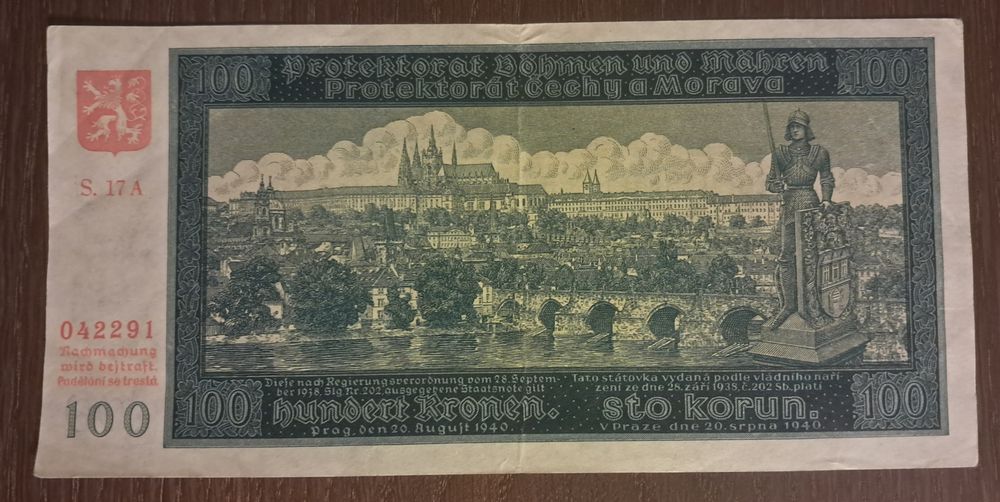 100 Protektorat Böhmen und Mähren 100
Protektorát Čechy a Morava
S. 17 A
042291
Nachmachung
wird bestraft.
Padělání se trestá.
100
Diese nach Regierungsverordnung vom 28. Septem-
ber 1938, Slg Nr. 202, ausgegebene Staatsnote gilt
hundert Kronen.
Prag, den 20. August 1940.
Tato státovka vydaná podle vládního naří-
zení ze dne 28. září 1938, č. 202 Sb. platí
sto korun.
V Praze dne 20. srpna 1940.
100
100